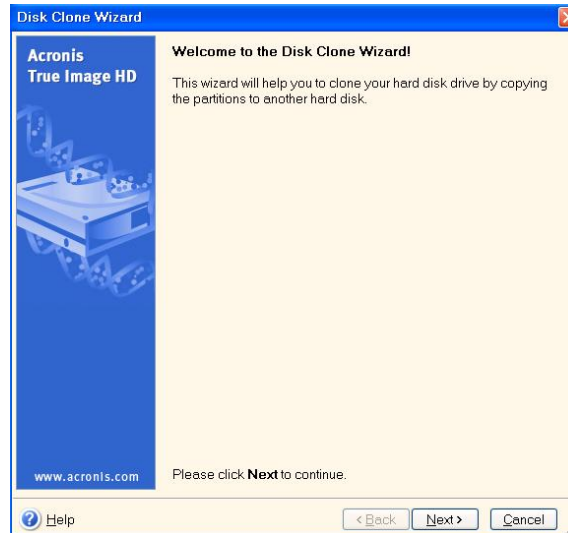 Disk Clone Wizard
Acronis
True Image HD
Welcome to the Disk Clone Wizard!
This wizard will help you to clone your hard disk drive by copying
the partitions to another hard disk.
www.acronis.com
Please click Next to continue.
Help
< Back
Next >
Cancel